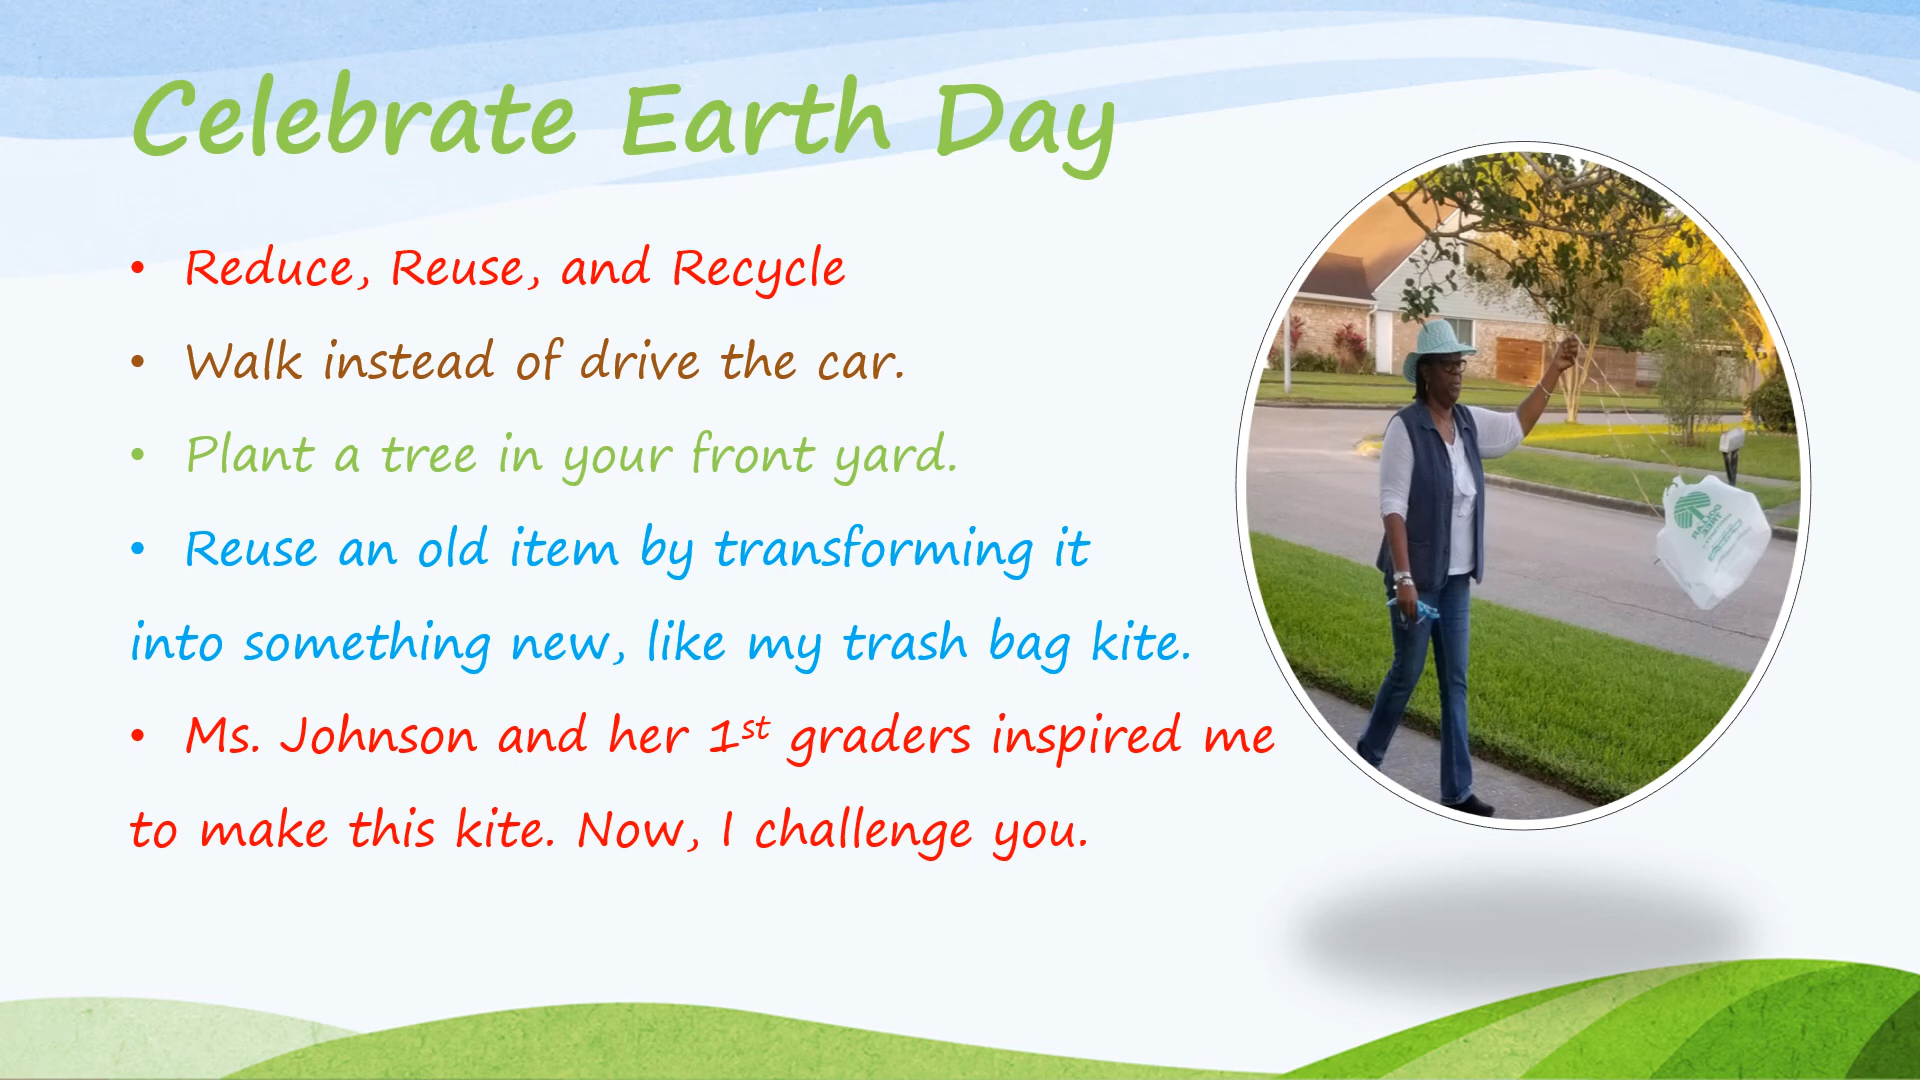 Celebrate Earth Day
• Reduce, Reuse, and Recycle
• Walk instead of drive the car.
• Plant a tree in your front yard.
• Reuse an old item by transforming it
into something new, like my trash bag kite.
• Ms. Johnson and her 1st graders inspired me
to make this kite. Now, I challenge you.
DOLLAR
TREE